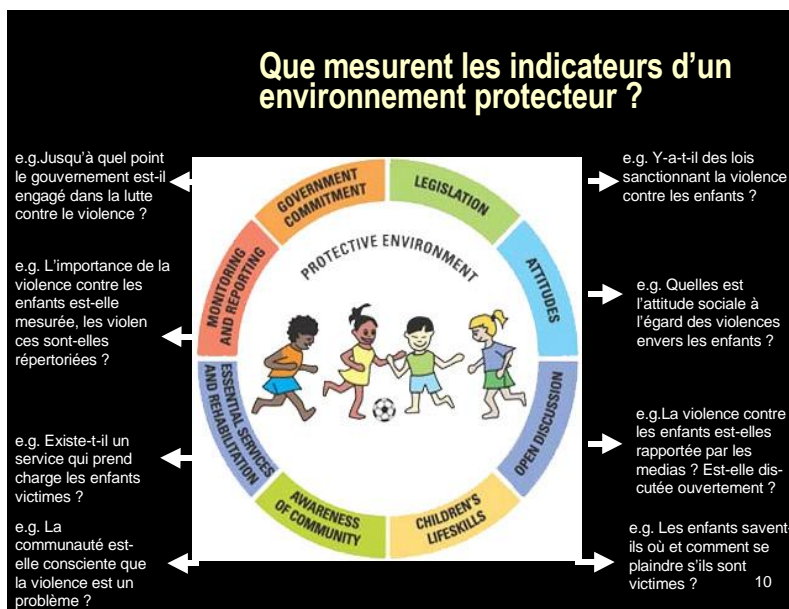 Que mesurent les indicateurs d'un
environnement protecteur ?
e.g.Jusqu'à quel point
le gouvernement est-il
engagé dans la lutte
contre le violence ?
e.g. L'importance de la
violence contre les
enfants est-elle
mesurée, les violen
ces sont-elles
répertoriées ?
e.g. Existe-t-il un
service qui prend
charge les enfants
victimes ?
e.g. La
communauté est-
elle consciente que
la violence est un
problème ?
GOVERNMENT
COMMITMENT
LEGISLATION
MONITORING
AND REPORTING
PROTECTIVE ENVIRONMENT
ATTITUDES
ESSENTIAL SERVICES
AND REHABILITATION
OPEN DISCUSSION
AWARENESS
OF COMMUNITY
CHILDREN'S
LIFESKILLS
e.g. Y-a-t-il des lois
sanctionnant la violence
contre les enfants ?
e.g. Quelles est
l'attitude sociale à
l'égard des violences
envers les enfants ?
e.g.La violence contre
les enfants est-elles
rapportée par les
medias ? Est-elle dis-
cutée ouvertement ?
e.g. Les enfants savent-
ils où et comment se
plaindre s'ils sont
victimes ?
10